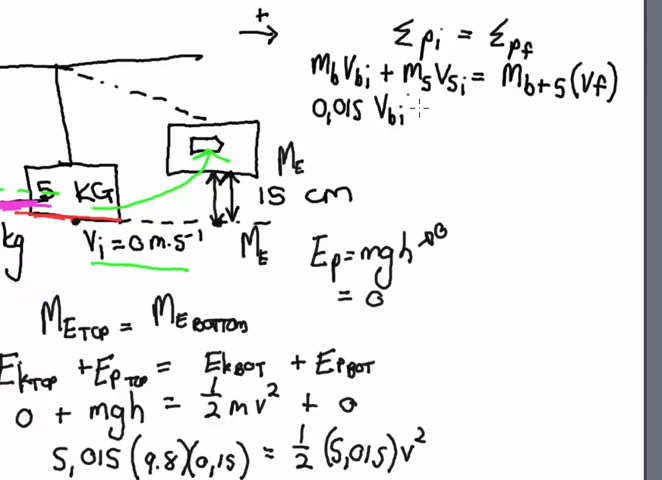 +
Σpi = Σpf
mbVbi + msVsi = Mb+s(Vf)
0,015 Vbi
ME
5 KG
15 cm
kg
Vi = 0 m.s⁻¹
ME
Ep = mgh → 0
= 0
METOP = MEBOTTOM
EkTOP + EpTOP = EkBOT + EPBOT
0 + mgh = 1/2 mv² + 0
5,015 (9.8)(0,15) = 1/2 (5,015)v²